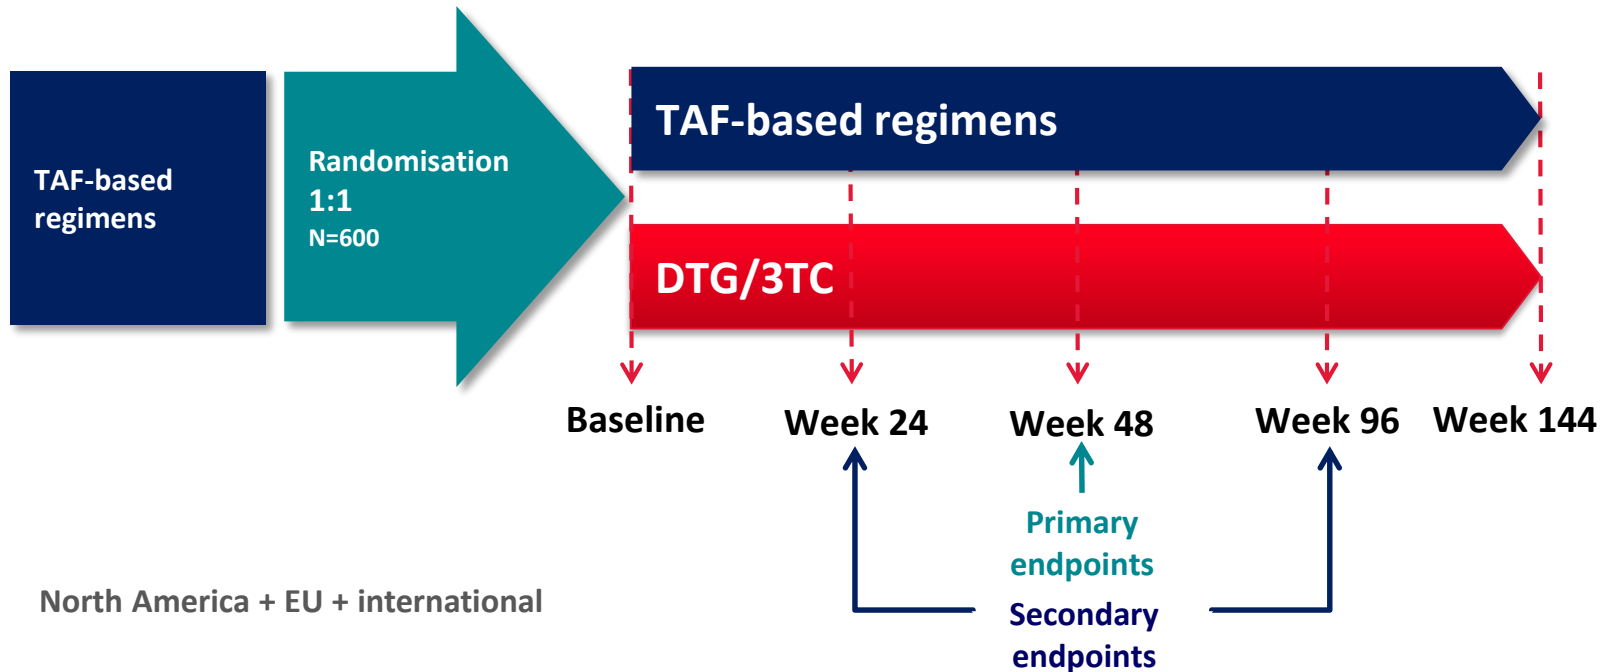 TAF-based
regimens
Randomisation
1:1
N=600
TAF-based regimens
DTG/3TC
Baseline
Week 24
Week 48
Week 96
Week 144
Primary
endpoints
Secondary
endpoints
North America + EU + international